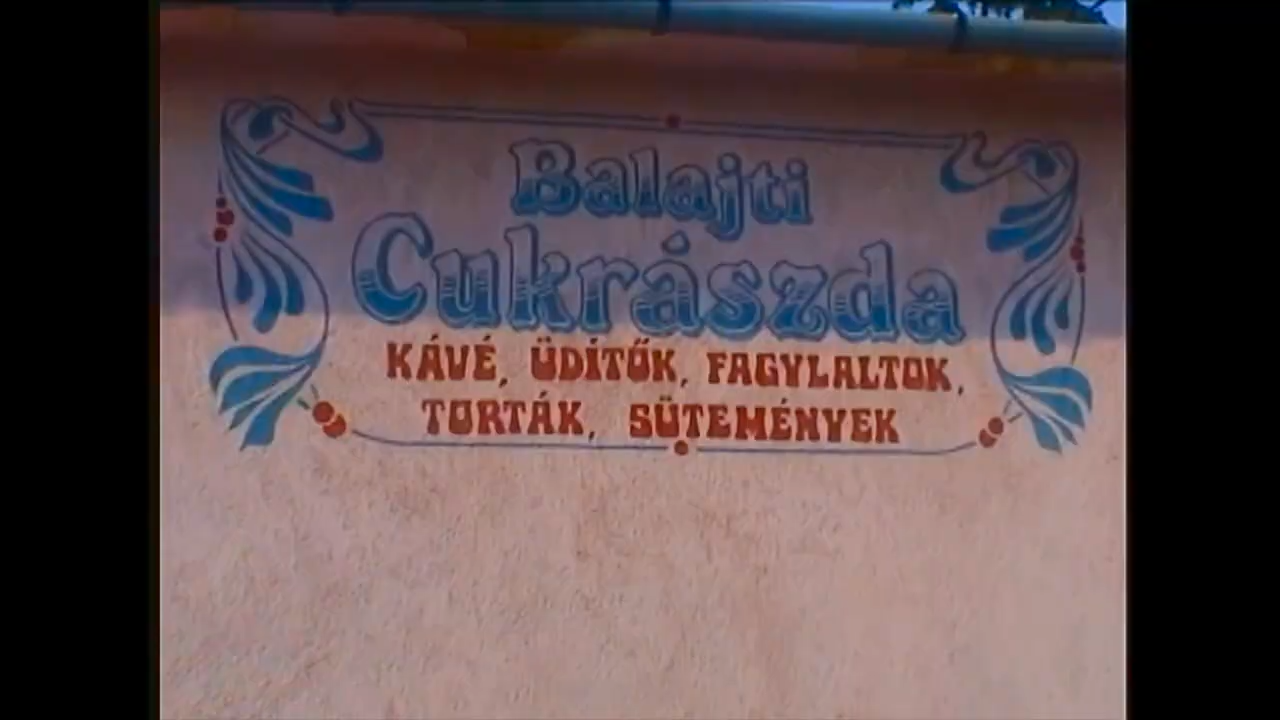 Balajti
Cukrászda
KÁVÉ, ÜDÍTŐK, FAGYLALTOK,
TORTÁK, SÜTEMÉNYEK